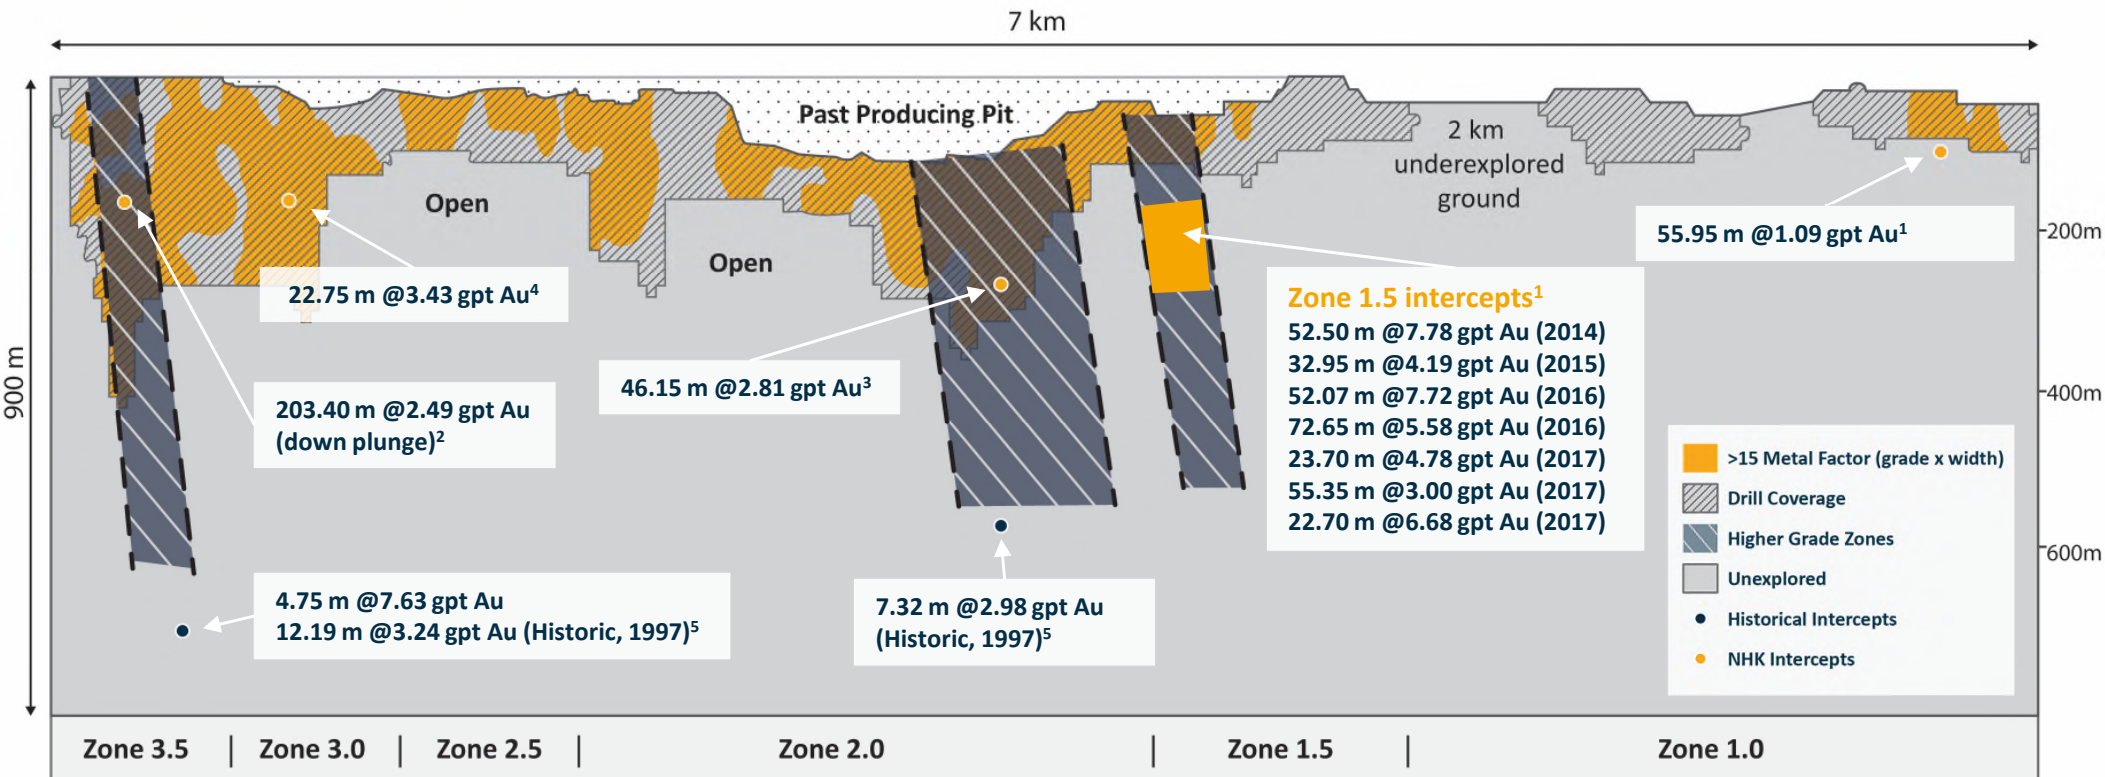 7 km
900 m
Past Producing Pit
2 km
underexplored
ground
Open
Open
200m
400m
600m
55.95 m @1.09 gpt Au¹
22.75 m @3.43 gpt Au⁴
46.15 m @2.81 gpt Au³
203.40 m @2.49 gpt Au
(down plunge)²
Zone 1.5 intercepts¹
52.50 m @7.78 gpt Au (2014)
32.95 m @4.19 gpt Au (2015)
52.07 m @7.72 gpt Au (2016)
72.65 m @5.58 gpt Au (2016)
23.70 m @4.78 gpt Au (2017)
55.35 m @3.00 gpt Au (2017)
22.70 m @6.68 gpt Au (2017)
4.75 m @7.63 gpt Au
12.19 m @3.24 gpt Au (Historic, 1997)⁵
7.32 m @2.98 gpt Au
(Historic, 1997)⁵
>15 Metal Factor (grade x width)
Drill Coverage
Higher Grade Zones
Unexplored
Historical Intercepts
NHK Intercepts
Zone 3.5 | Zone 3.0 | Zone 2.5 | Zone 2.0 | Zone 1.5 | Zone 1.0